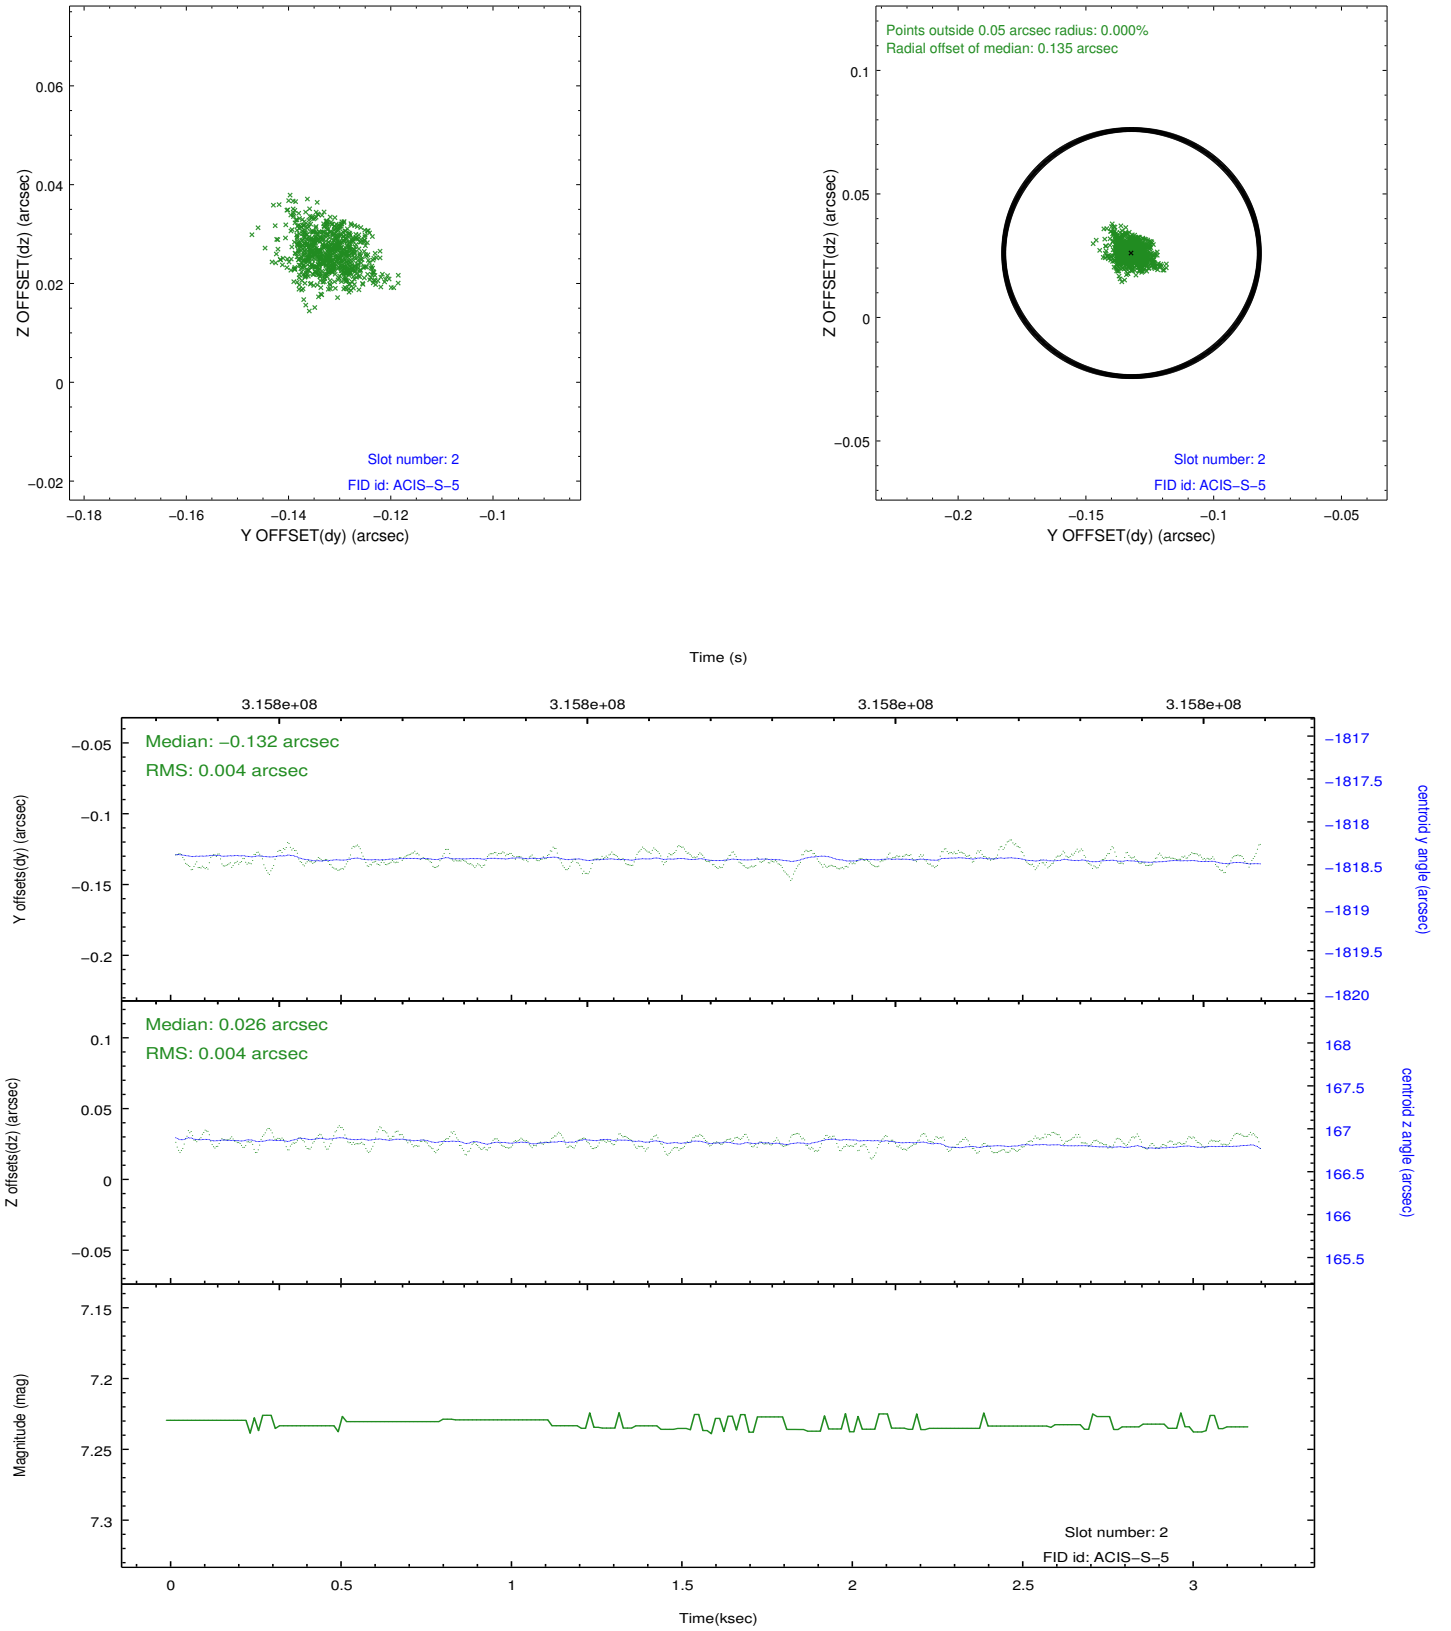 0.06
0.04
0.02
0
−0.02
Z OFFSET(dz) (arcsec)
Slot number: 2
FID id: ACIS−S−5
−0.18
−0.16
−0.14
−0.12
−0.1
Y OFFSET(dy) (arcsec)
Points outside 0.05 arcsec radius: 0.000%
Radial offset of median: 0.135 arcsec
0.1
0.05
0
−0.05
Z OFFSET(dz) (arcsec)
Slot number: 2
FID id: ACIS−S−5
−0.2
−0.15
−0.1
−0.05
Y OFFSET(dy) (arcsec)
Time (s)
3.158e+08
3.158e+08
3.158e+08
3.158e+08
Median: −0.132 arcsec
RMS: 0.004 arcsec
−0.05
−0.1
−0.15
−0.2
Y offsets(dy) (arcsec)
−1817
−1817.5
−1818
−1818.5
−1819
−1819.5
−1820
centroid y angle (arcsec)
Median: 0.026 arcsec
RMS: 0.004 arcsec
0.1
0.05
0
−0.05
Z offsets(dz) (arcsec)
168
167.5
167
166.5
166
165.5
centroid z angle (arcsec)
7.15
7.2
7.25
7.3
Magnitude (mag)
Slot number: 2
FID id: ACIS−S−5
0
0.5
1
1.5
2
2.5
3
Time(ksec)